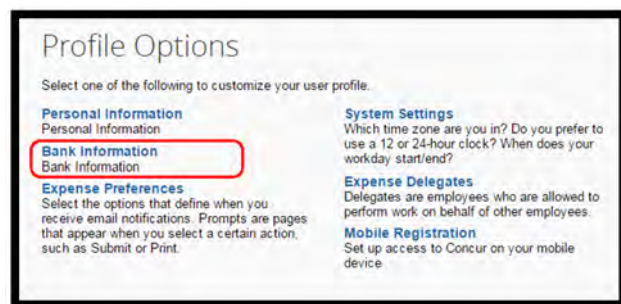 Profile Options
Select one of the following to customize your user profile.
Personal Information
Personal Information
Bank Information
Bank Information
Expense Preferences
Select the options that define when you
receive email notifications. Prompts are pages
that appear when you select a certain action,
such as Submit or Print.
System Settings
Which time zone are you in? Do you prefer to
use a 12 or 24-hour clock? When does your
workday start/end?
Expense Delegates
Delegates are employees who are allowed to
perform work on behalf of other employees.
Mobile Registration
Set up access to Concur on your mobile
device